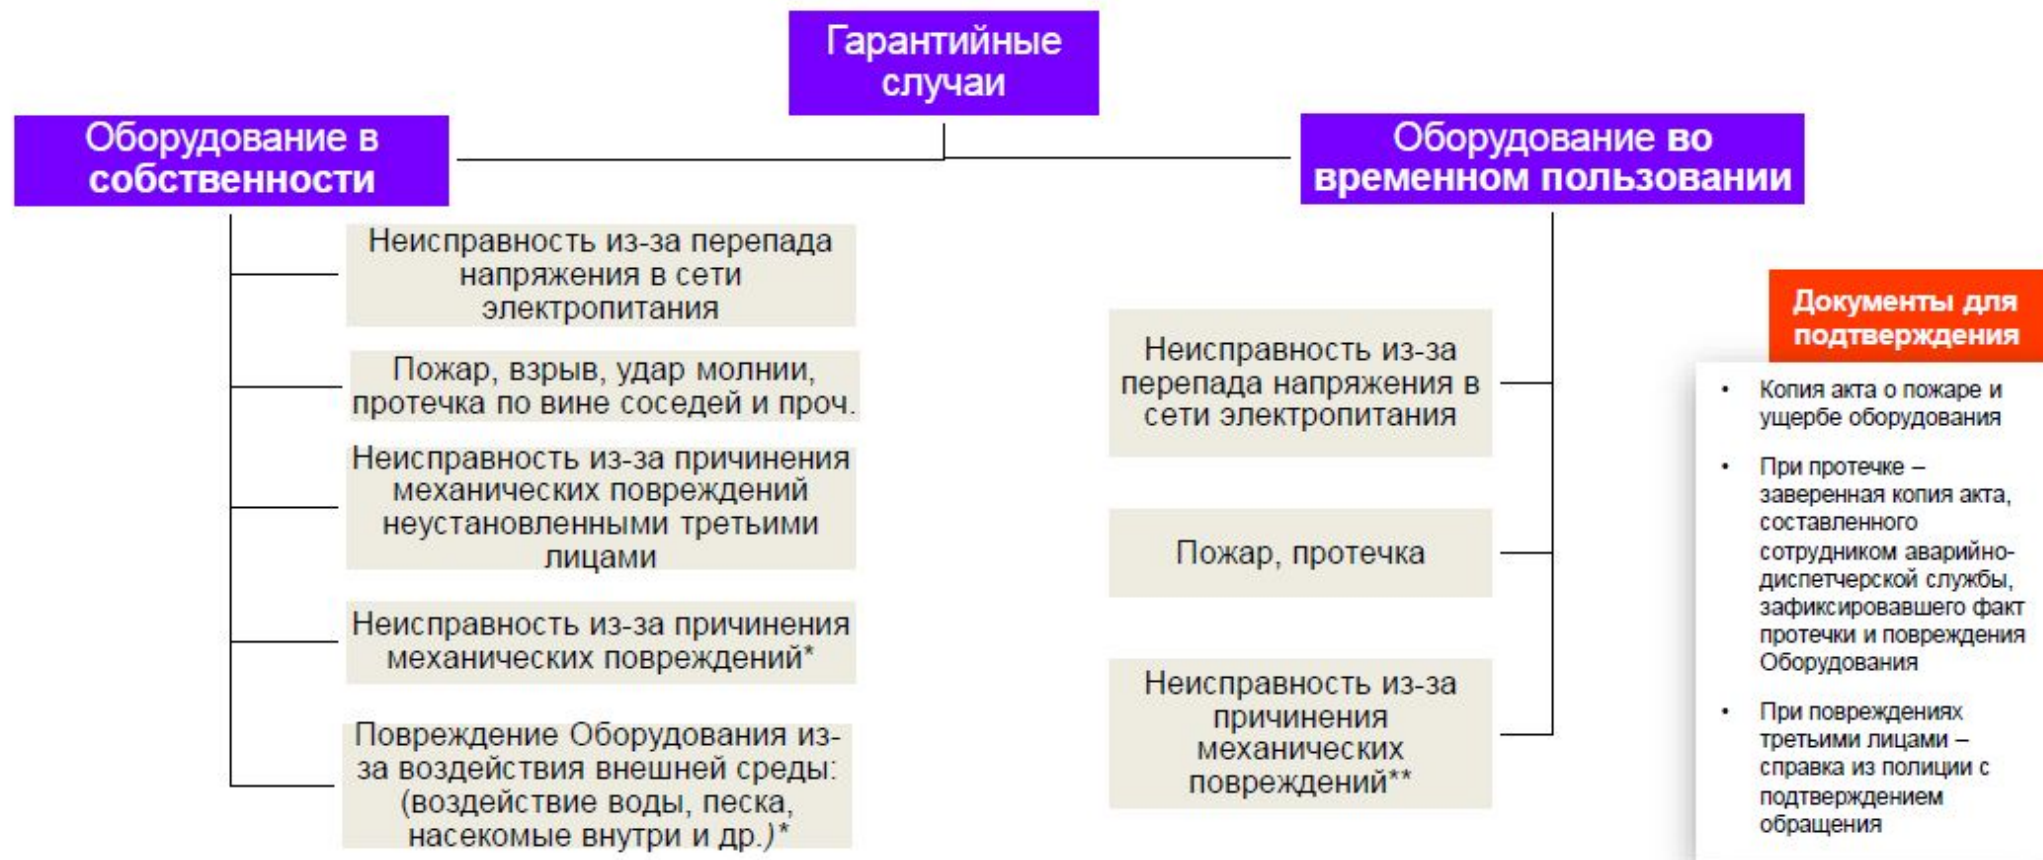 Гарантийные
случаи
Оборудование в
собственности
Неисправность из-за перепада
напряжения в сети
электропитания
Пожар, взрыв, удар молнии,
протечка по вине соседей и проч.
Неисправность из-за причинения
механических повреждений
неустановленными третьими
лицами
Неисправность из-за причинения
механических повреждений*
Повреждение Оборудования из-
за воздействия внешней среды:
(воздействие воды, песка,
насекомые внутри и др.)*
Оборудование во
временном пользовании
Неисправность из-за
перепада напряжения в
сети электропитания
Пожар, протечка
Неисправность из-за
причинения
механических
повреждений**
Документы для
подтверждения
• Копия акта о пожаре и
ущербе оборудования
• При протечке –
заверенная копия акта,
составленного
сотрудником аварийно-
диспетчерской службы,
зафиксировавшего факт
протечки и повреждения
Оборудования
• При повреждениях
третьими лицами –
справка из полиции с
подтверждением
обращения